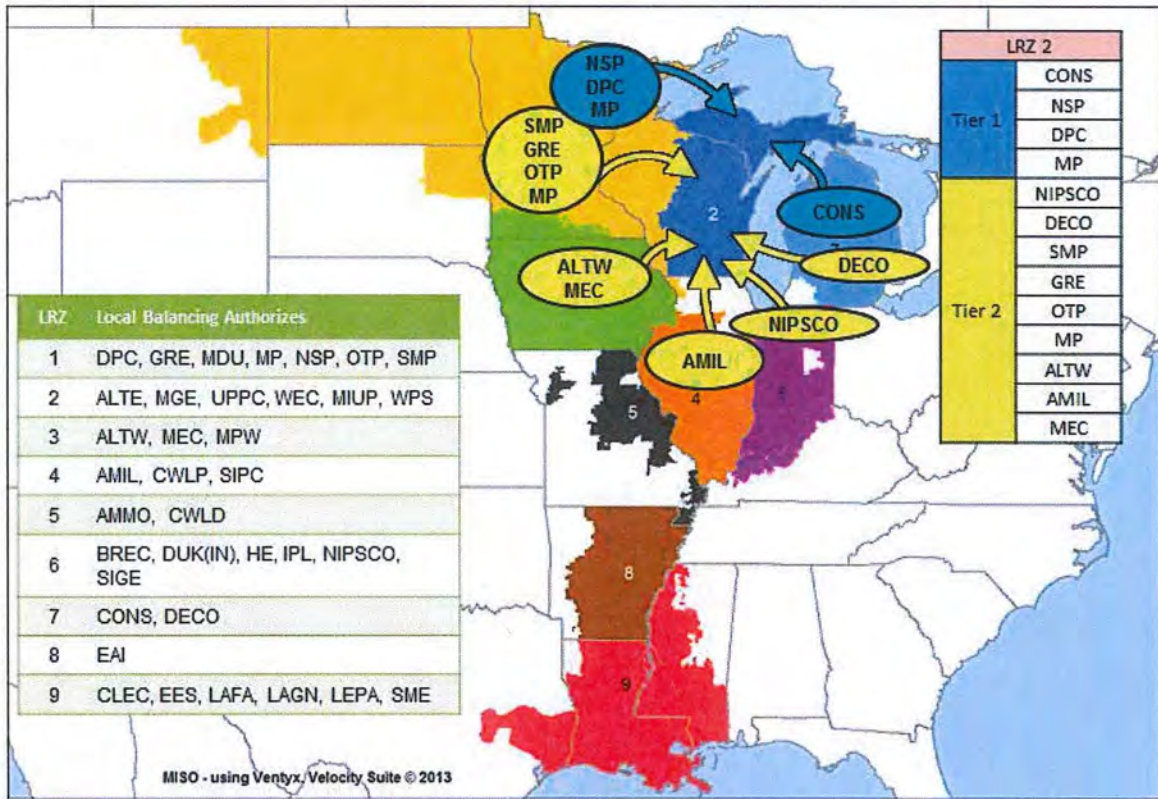 NSP
DPC
MP
SMP
GRE
OTP
MP
CONS
DECO
ALTW
MEC
NIPSCO
AMIL
2
4
5
8
9
LRZ 2
Tier 1
CONS
NSP
DPC
MP
Tier 2
NIPSCO
DECO
SMP
GRE
OTP
MP
ALTW
AMIL
MEC
LRZ Local Balancing Authorizes
1 DPC, GRE, MDU, MP, NSP, OTP, SMP
2 ALTE, MGE, UPPC, WEC, MIUP, WPS
3 ALTW, MEC, MPW
4 AMIL, CWLP, SIPC
5 AMMO, CWLD
6 BREC, DUK(IN), HE, IPL, NIPSCO,
SIGE
7 CONS, DECO
8 EAI
9 CLEC, EES, LAFA, LAGN, LEPA, SME
MISO - using Ventyx, Velocity Suite © 2013